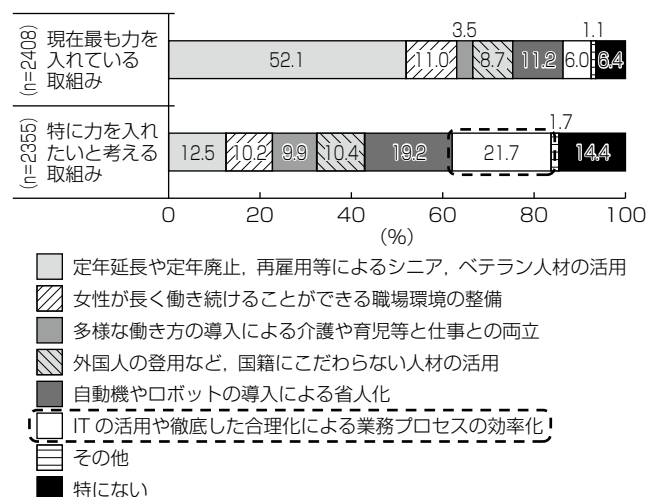 3.5
1.1
(n=2408)
現在最も力を
入れている
取組み
52.1
11.0
8.7
11.2
6.0
6.4
1.7
(n=2355)
特に力を入れ
たいと考える
取組み
12.5
10.2
9.9
10.4
19.2
21.7
14.4
0
20
40
60
80
100
(%)
定年延長や定年廃止, 再雇用等によるシニア, ベテラン人材の活用
女性が長く働き続けることができる職場環境の整備
多様な働き方の導入による介護や育児等と仕事との両立
外国人の登用など, 国籍にこだわらない人材の活用
自動機やロボットの導入による省人化
ITの活用や徹底した合理化による業務プロセスの効率化
その他
特にない